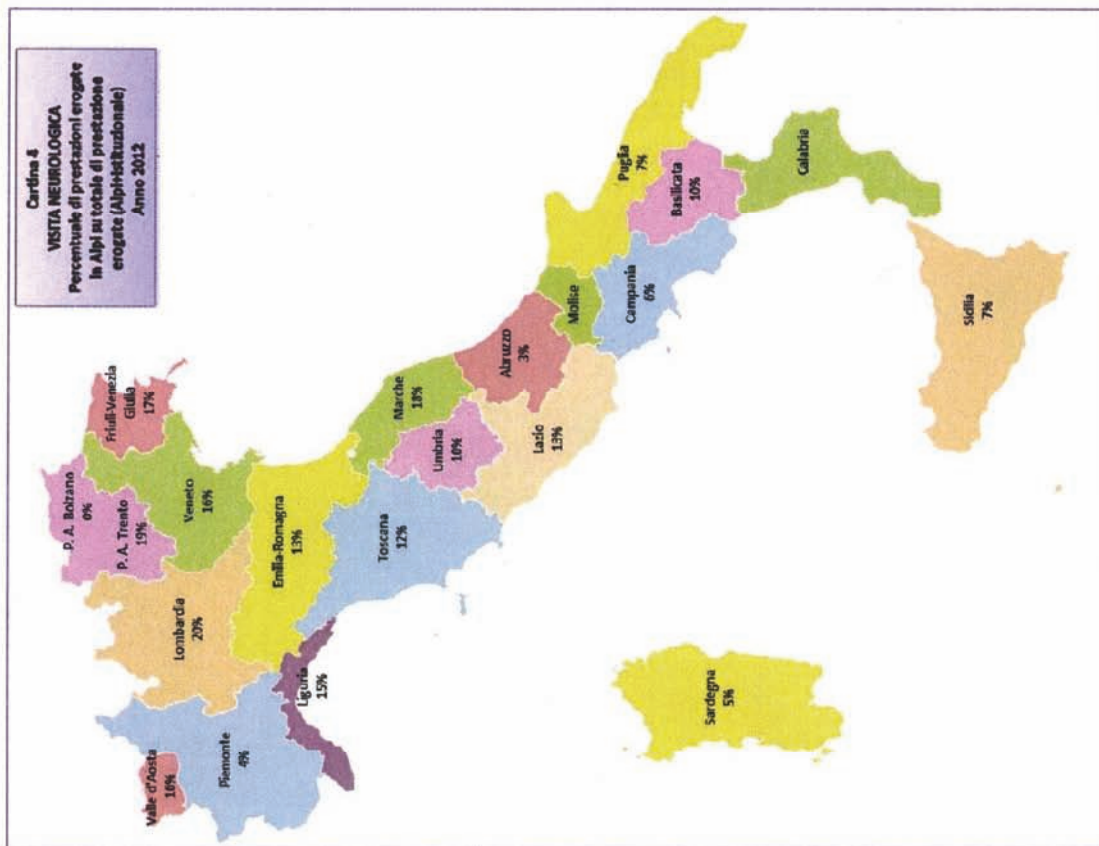 Cartina 4
VISITA NEUROLOGICA
Percentuale di prestazioni erogate
in Alpi su totale di prestazione
erogate (Alpi+istituzionale)
Anno 2012
P. A. Bolzano
0%
P. A. Trento
19%
Friuli-Venezia
Giulia
17%
Veneto
16%
Lombardia
20%
Valle d'Aosta
16%
Piemonte
4%
Liguria
15%
Emilia-Romagna
13%
Toscana
12%
Marche
18%
Umbria
10%
Lazio
13%
Abruzzo
3%
Molise
Campania
6%
Puglia
7%
Basilicata
10%
Calabria
Sicilia
7%
Sardegna
5%